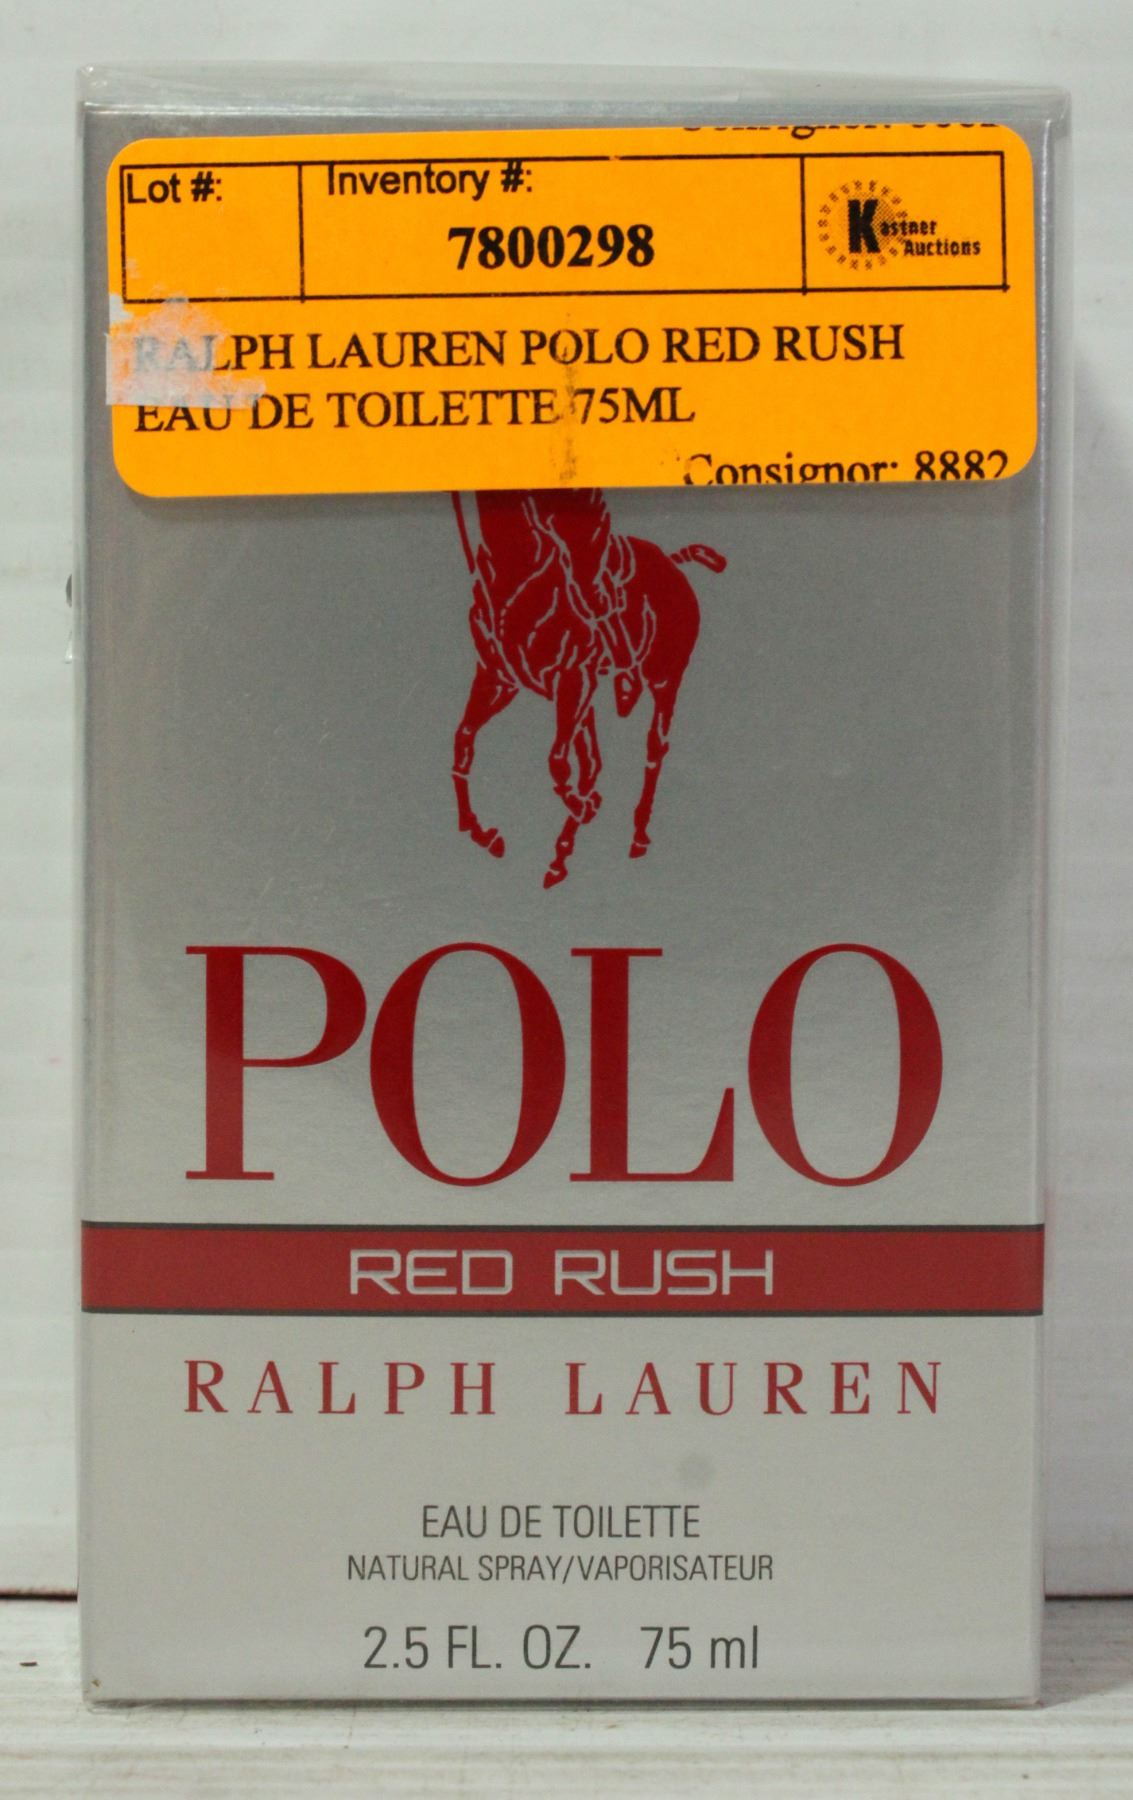 Lot #:
Inventory #:
7800298
Kastner
Auctions
RALPH LAUREN POLO RED RUSH
EAU DE TOILETTE 75ML
Consignor: 8882
POLO
RED RUSH
RALPH LAUREN
EAU DE TOILETTE
NATURAL SPRAY/VAPORISATEUR
2.5 FL. OZ. 75 ml